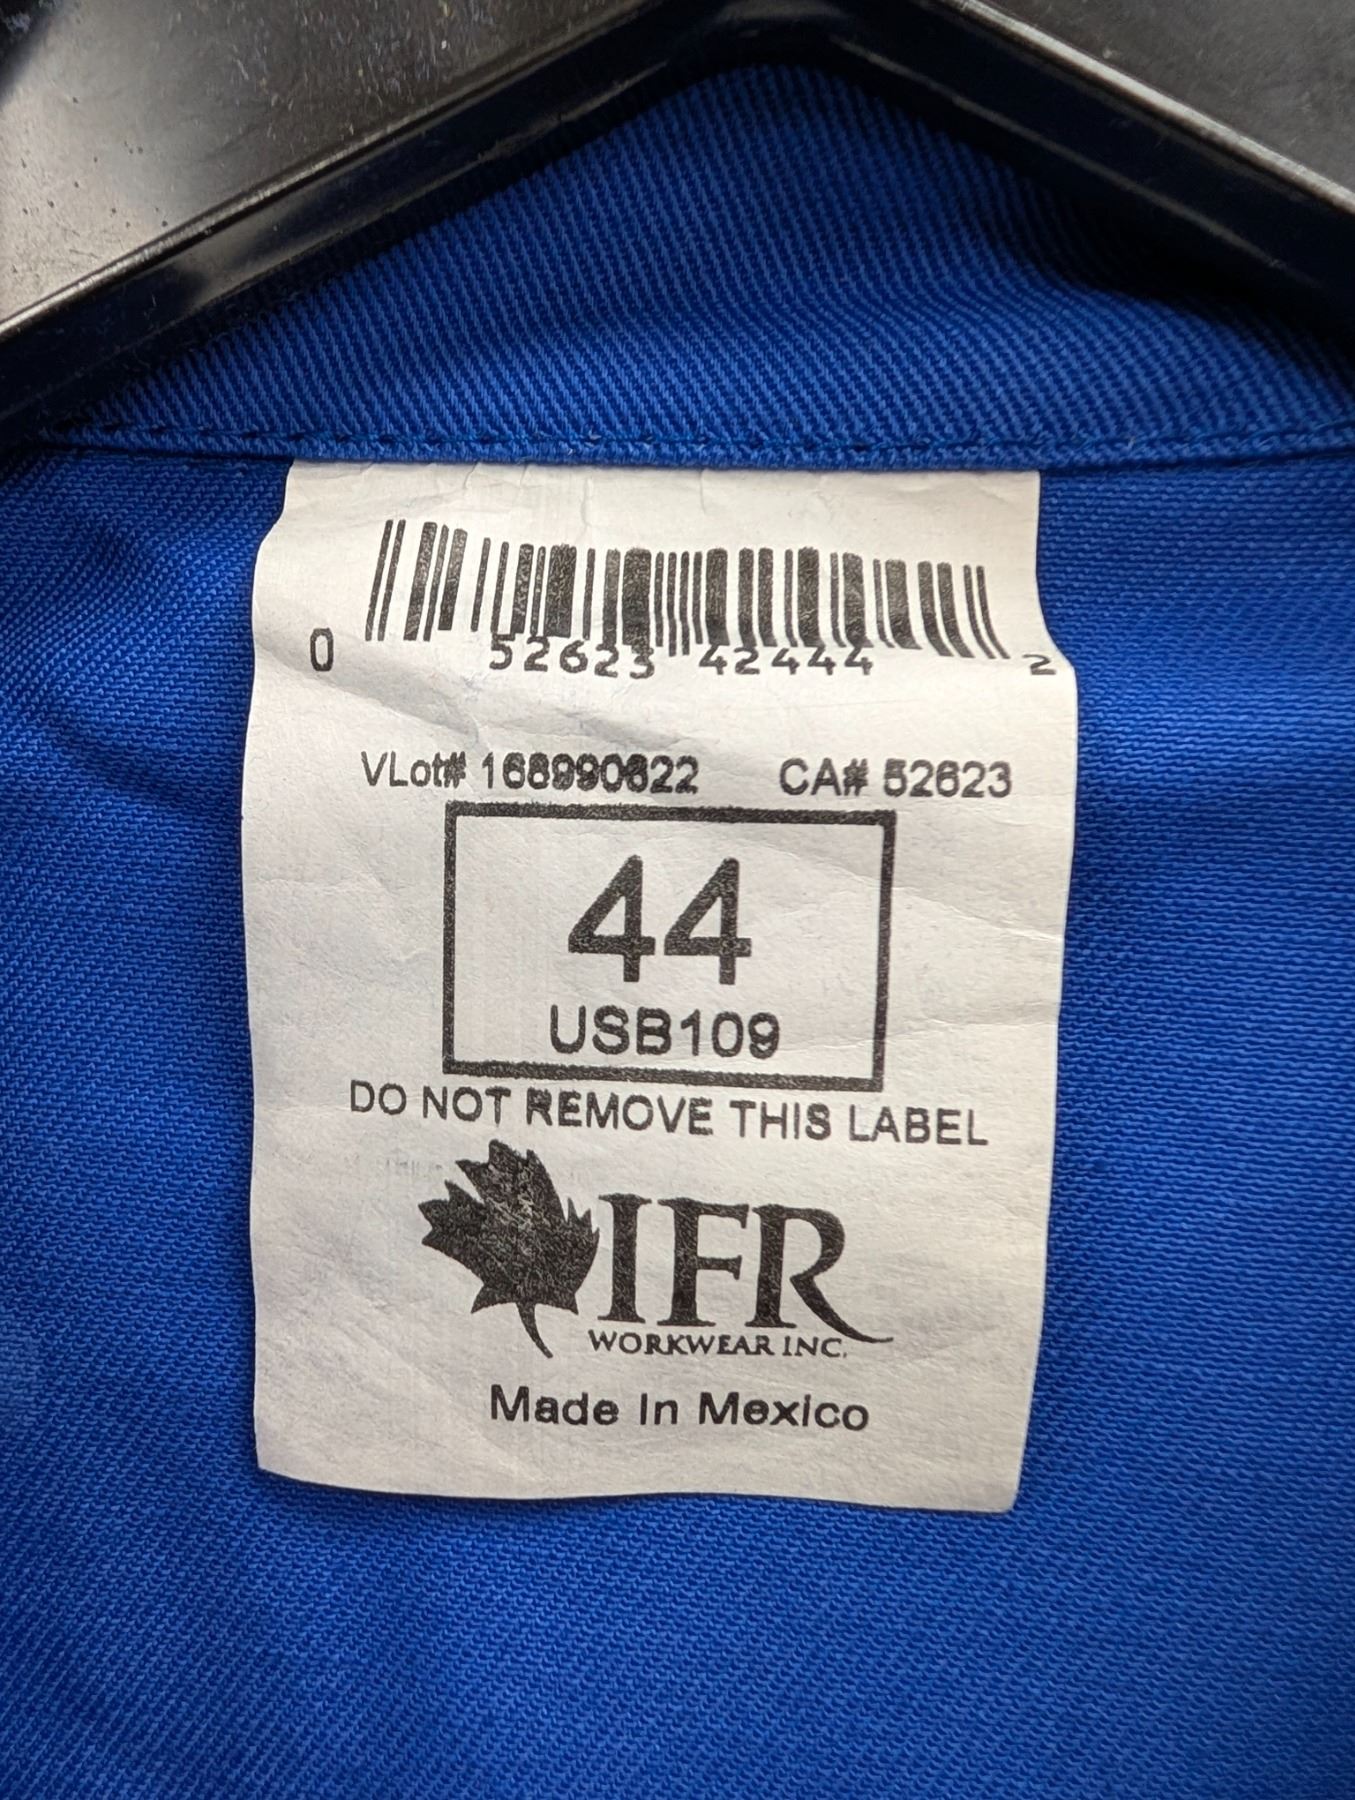 0 52623 42444 2
VLot# 168990622 CA# 52623
44
USB109
DO NOT REMOVE THIS LABEL
IFR
WORKWEAR INC.
Made In Mexico